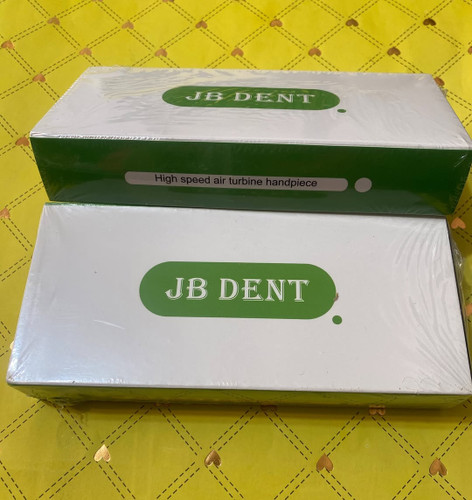 JB DENT
High speed air turbine handpiece
JB DENT